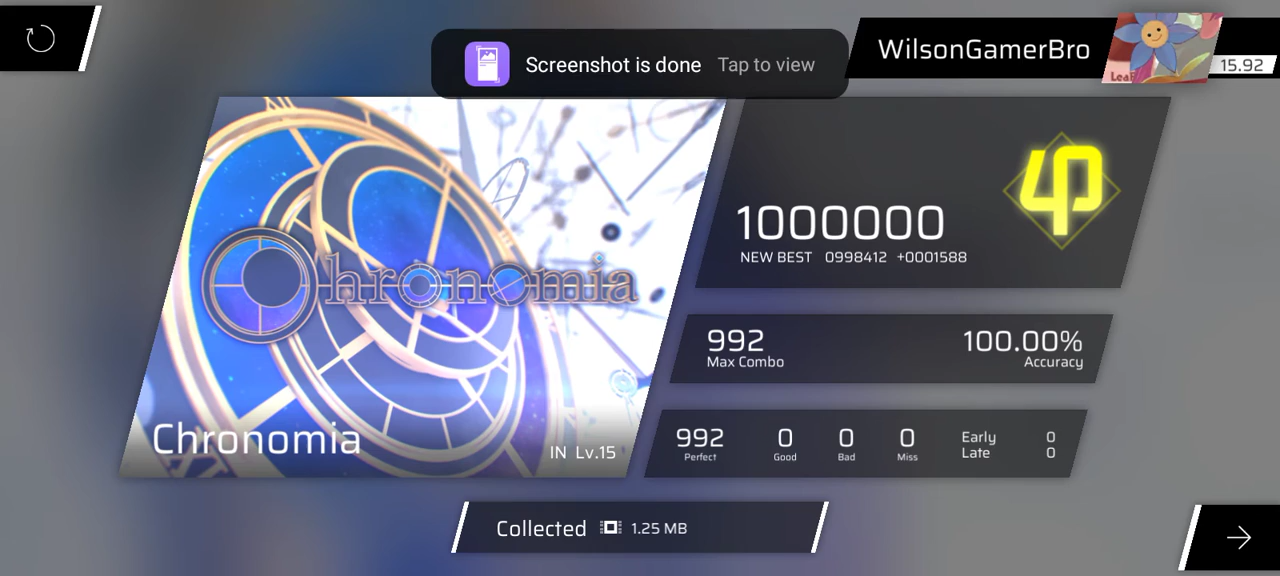 Screenshot is done Tap to view
WilsonGamerBro
15.92
Leaf
Chronomia
φ
1000000
NEW BEST 0998412 +0001588
992
Max Combo
100.00%
Accuracy
992
Perfect
0
Good
0
Bad
0
Miss
Early 0
Late 0
Chronomia
IN Lv.15
Collected 1.25 MB